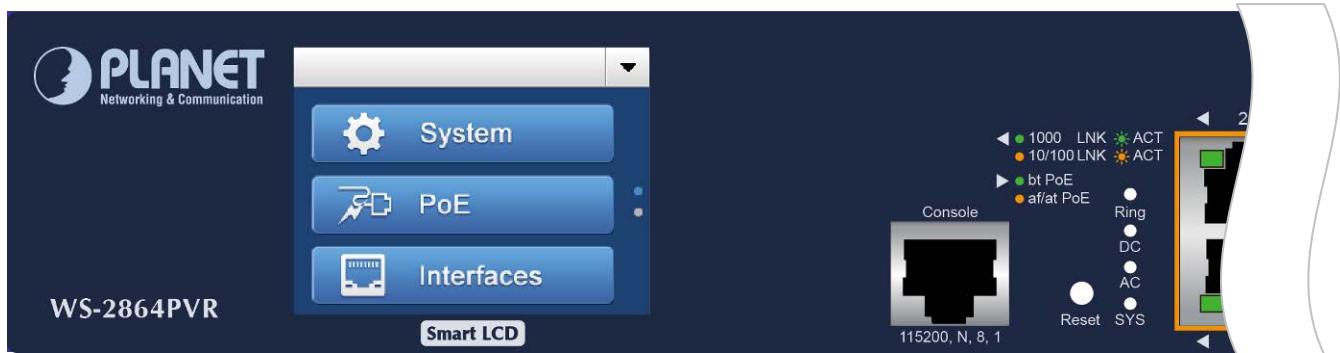 PLANET
Networking & Communication
System
PoE
Interfaces
WS-2864PVR
Smart LCD
1000 LNK ACT
10/100 LNK ACT
bt PoE
af/at PoE
Console
115200, N, 8, 1
Ring
DC
AC
SYS
Reset
2